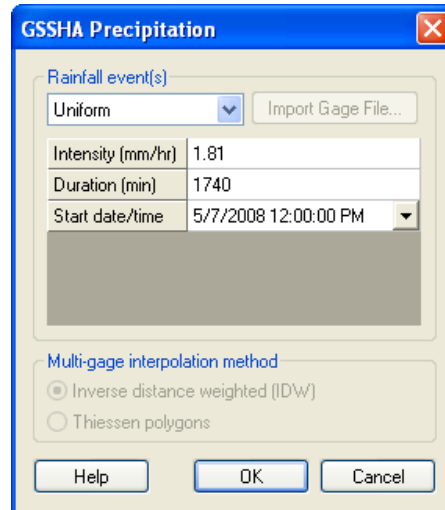 GSSHA Precipitation
Rainfall event(s)
Uniform Import Gage File...
Intensity (mm/hr) 1.81
Duration (min) 1740
Start date/time 5/7/2008 12:00:00 PM
Multi-gage interpolation method
Inverse distance weighted (IDW)
Thiessen polygons
Help OK Cancel